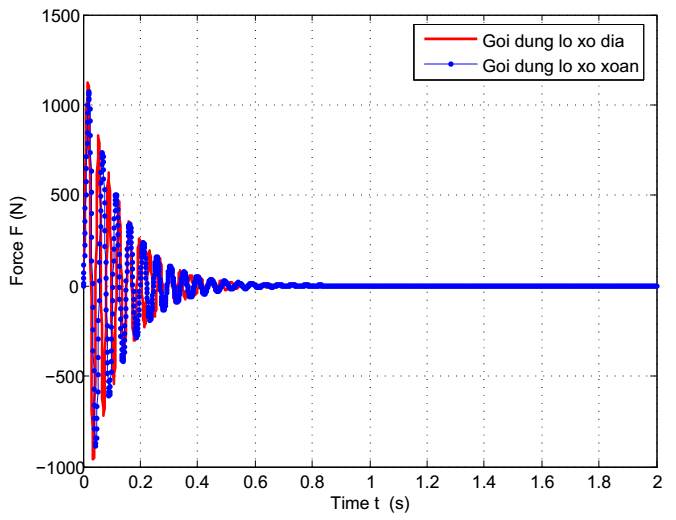 1500
Goi dung lo xo dia
Goi dung lo xo xoan
1000
500
0
−500
−1000
Force F (N)
0 0.2 0.4 0.6 0.8 1 1.2 1.4 1.6 1.8 2
Time t (s)